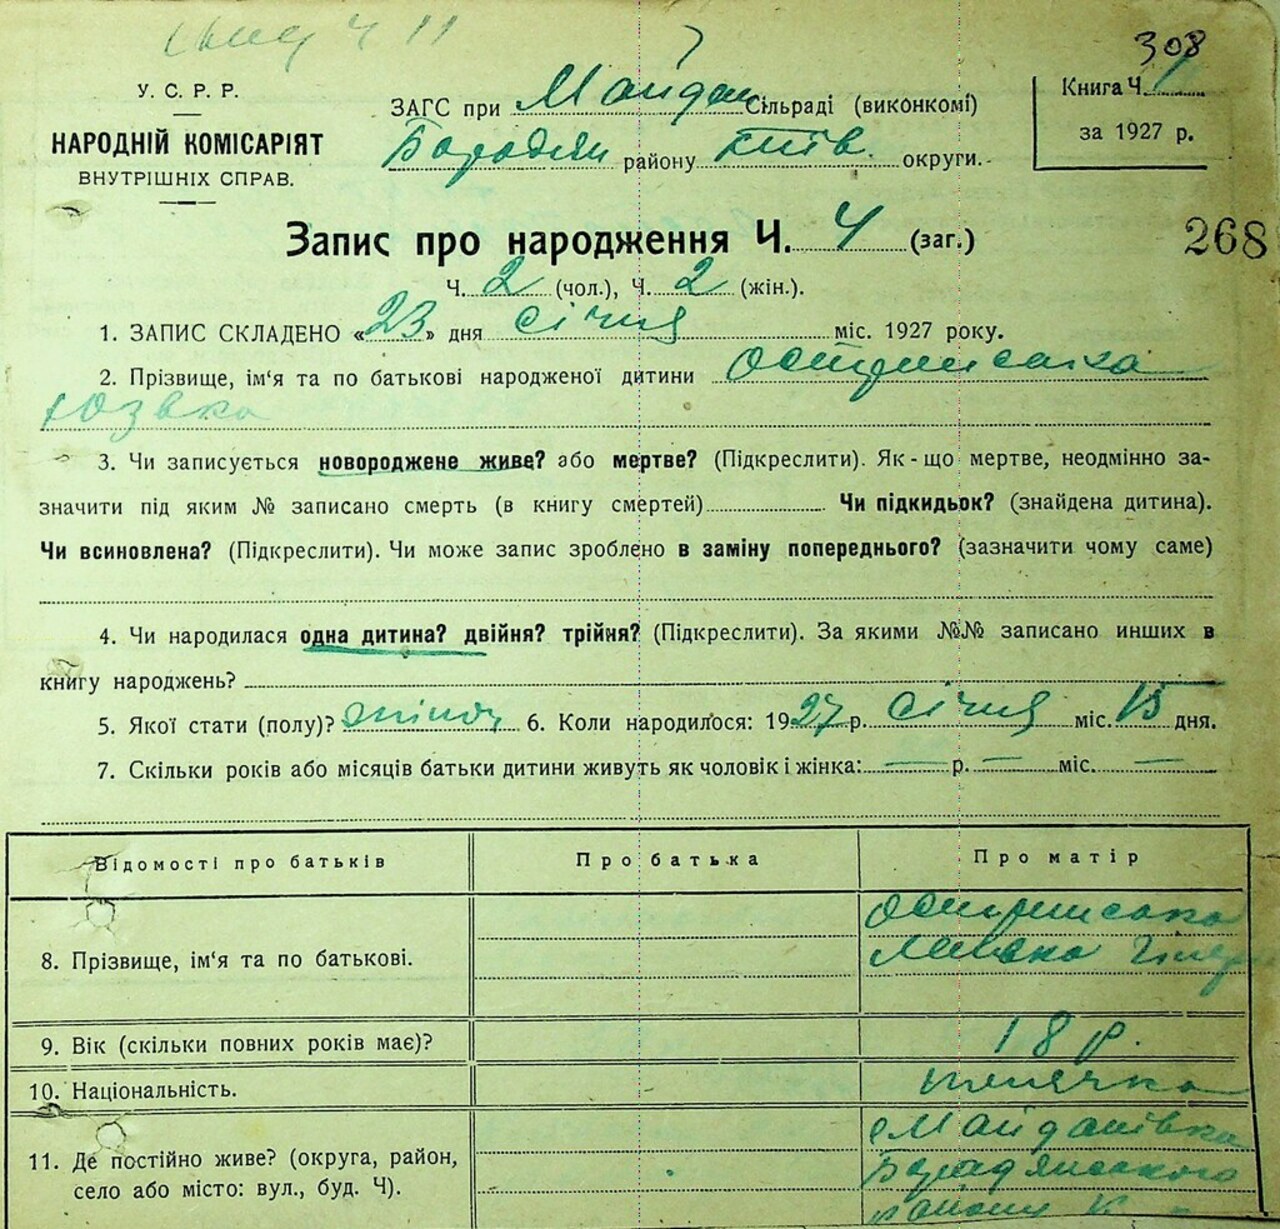 308
У. С. Р. Р.
НАРОДНІЙ КОМІСАРІЯТ
ВНУТРІШНІХ СПРАВ.
ЗАГС при Майдан Сільраді (виконкомі)
Бородян району Київ. округи.
Книга Ч. 1
за 1927 р.
Запис про народження Ч. 4 (заг.)
268
Ч. 2 (чол.), Ч. 2 (жін.).
1. ЗАПИС СКЛАДЕНО «23» дня січня міс. 1927 року.
2. Прізвище, ім‘я та по батькові народженої дитини
Юзвка
3. Чи записується новороджене живе? або мертве? (Підкреслити). Як-що мертве, неодмінно за-
значити під яким № записано смерть (в книгу смертей) Чи підкидьок? (знайдена дитина).
Чи всиновлена? (Підкреслити). Чи може запис зроблено в заміну попереднього? (зазначити чому саме)
4. Чи народилася одна дитина? двійня? трійня? (Підкреслити). За якими №№ записано инших в
книгу народжень?
5. Якої стати (полу)? жіноч 6. Коли народилося: 1927 р. січня міс. 15 дня.
7. Скільки років або місяців батьки дитини живуть як чоловік і жінка: — р. — міс. —
Відомості про батьків Про батька Про матір
8. Прізвище, ім‘я та по батькові.
9. Вік (скільки повних років має)? 18 р.
10. Національність. полячка
11. Де постійно живе? (округа, район,
село або місто: вул., буд. Ч).
с Майданівка
Бородянського
району К